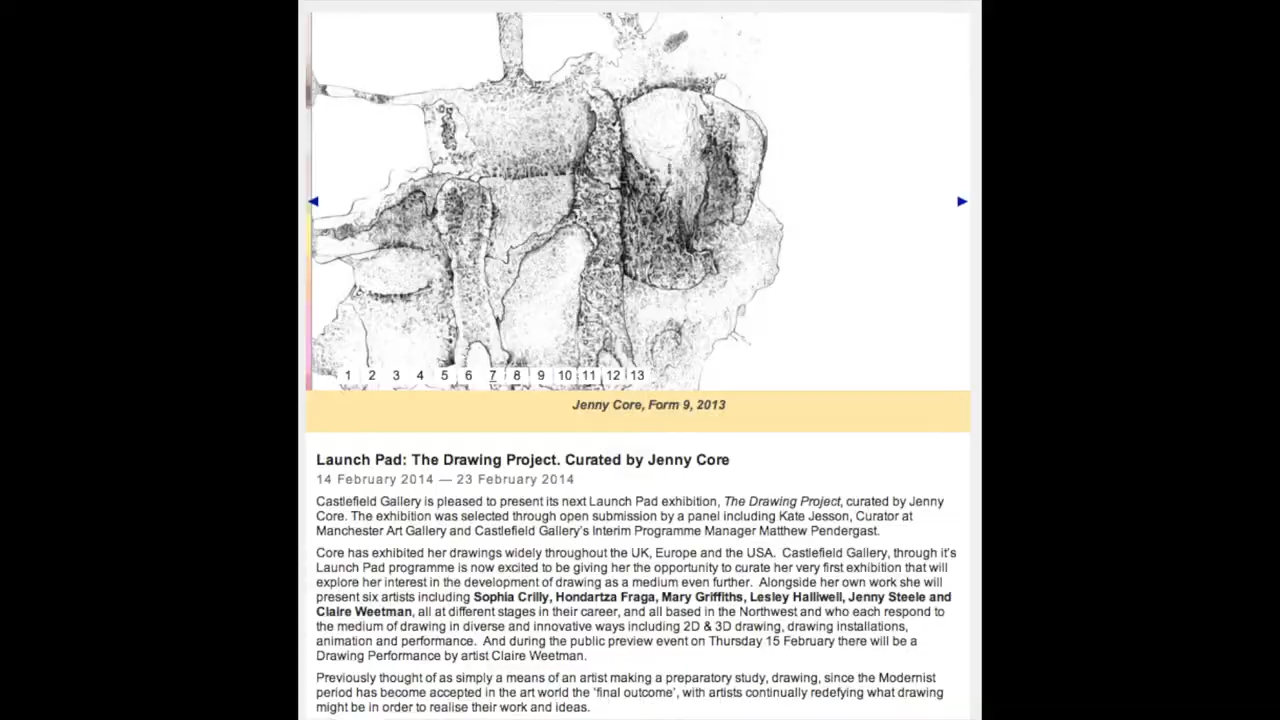 1 2 3 4 5 6 7 8 9 10 11 12 13
Jenny Core, Form 9, 2013
Launch Pad: The Drawing Project. Curated by Jenny Core
14 February 2014 — 23 February 2014
Castlefield Gallery is pleased to present its next Launch Pad exhibition, The Drawing Project, curated by Jenny
Core. The exhibition was selected through open submission by a panel including Kate Jesson, Curator at
Manchester Art Gallery and Castlefield Gallery's Interim Programme Manager Matthew Pendergast.
Core has exhibited her drawings widely throughout the UK, Europe and the USA. Castlefield Gallery, through it's
Launch Pad programme is now excited to be giving her the opportunity to curate her very first exhibition that will
explore her interest in the development of drawing as a medium even further. Alongside her own work she will
present six artists including Sophia Crilly, Hondartza Fraga, Mary Griffiths, Lesley Halliwell, Jenny Steele and
Claire Weetman, all at different stages in their career, and all based in the Northwest and who each respond to
the medium of drawing in diverse and innovative ways including 2D & 3D drawing, drawing installations,
animation and performance. And during the public preview event on Thursday 15 February there will be a
Drawing Performance by artist Claire Weetman.
Previously thought of as simply a means of an artist making a preparatory study, drawing, since the Modernist
period has become accepted in the art world the 'final outcome', with artists continually redefying what drawing
might be in order to realise their work and ideas.